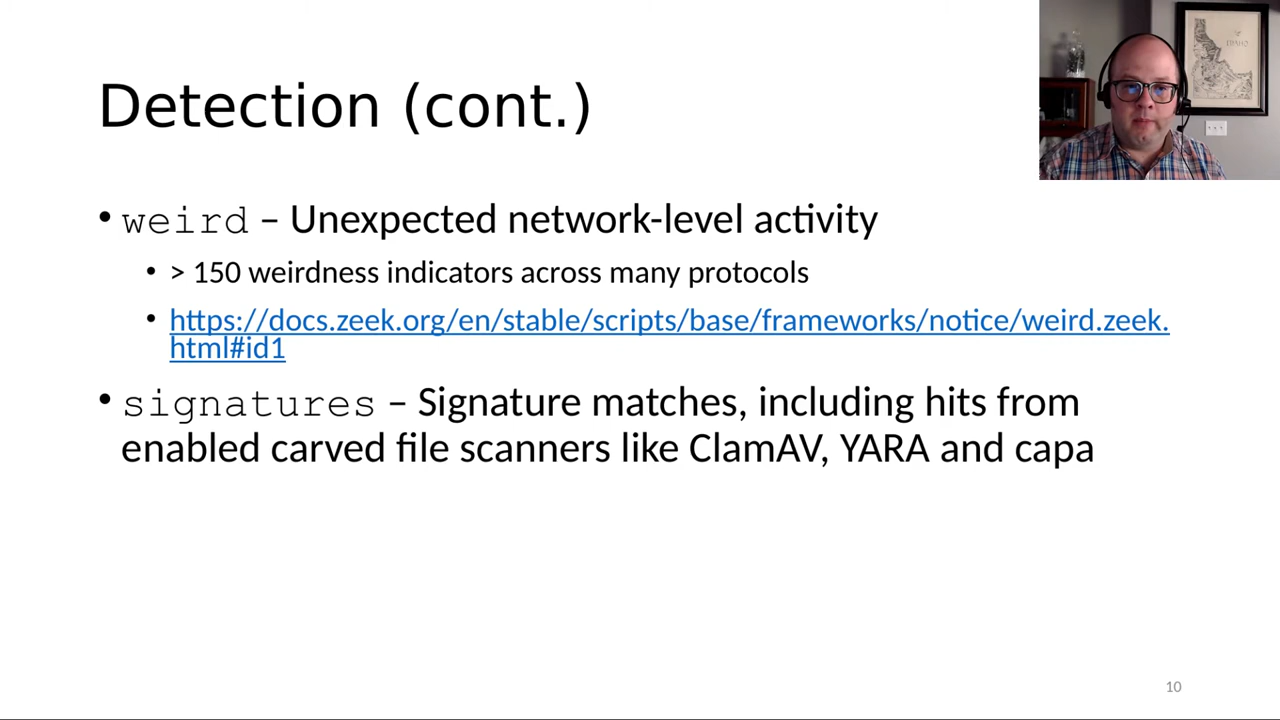 Detection (cont.)
IDAHO
• weird – Unexpected network-level activity
• > 150 weirdness indicators across many protocols
• https://docs.zeek.org/en/stable/scripts/base/frameworks/notice/weird.zeek.
html#id1
• signatures – Signature matches, including hits from
enabled carved file scanners like ClamAV, YARA and capa
10